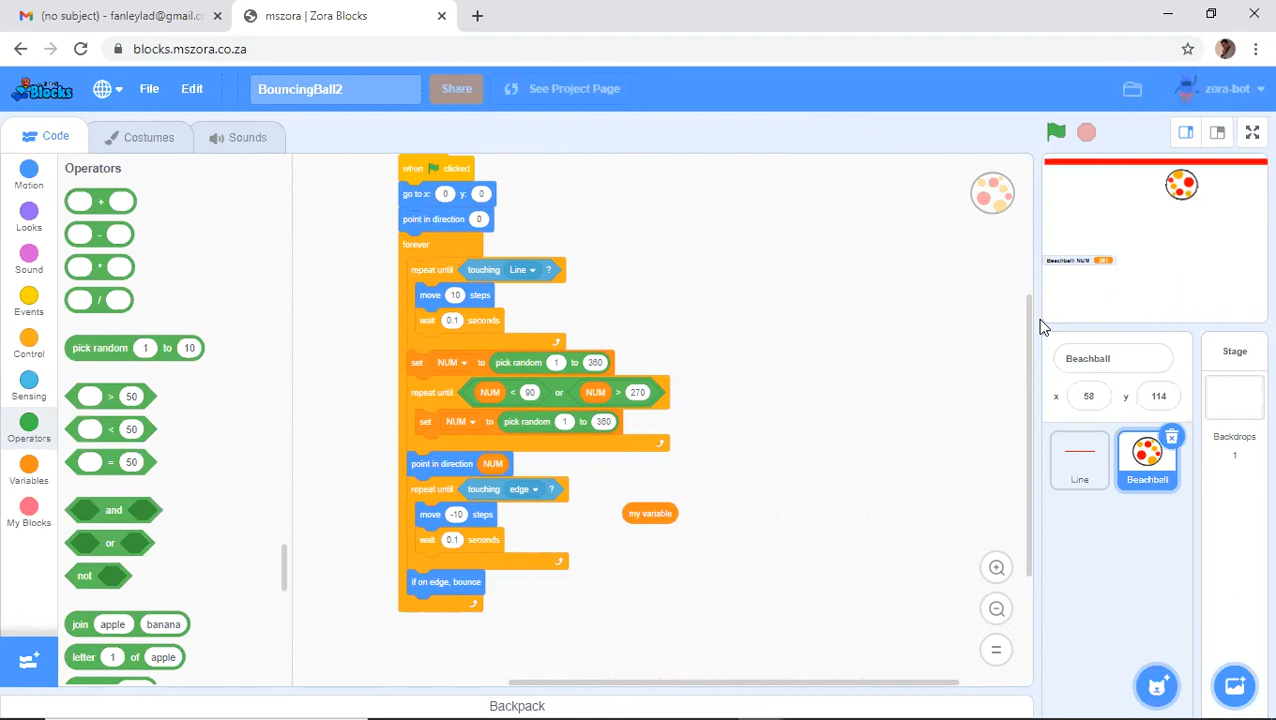 (no subject) - fanleylad@gmail.cc
mszora | Zora Blocks
blocks.mszora.co.za
Blocks
File
Edit
BouncingBall2
Share
See Project Page
zora-bot
Code
Costumes
Sounds
Motion
Looks
Sound
Events
Control
Sensing
Operators
Variables
My Blocks
Operators
+
-
*
/
pick random 1 to 10
> 50
< 50
= 50
and
or
not
join apple banana
letter 1 of apple
when clicked
go to x: 0 y: 0
point in direction 0
forever
repeat until touching Line ?
move 10 steps
wait 0.1 seconds
set NUM to pick random 1 to 360
repeat until NUM < 90 or NUM > 270
set NUM to pick random 1 to 360
point in direction NUM
repeat until touching edge ?
move -10 steps
wait 0.1 seconds
if on edge, bounce
my variable
Beachball: NUM
Beachball
x 58 y 114
Line
Beachball
Stage
Backdrops
1
Backpack